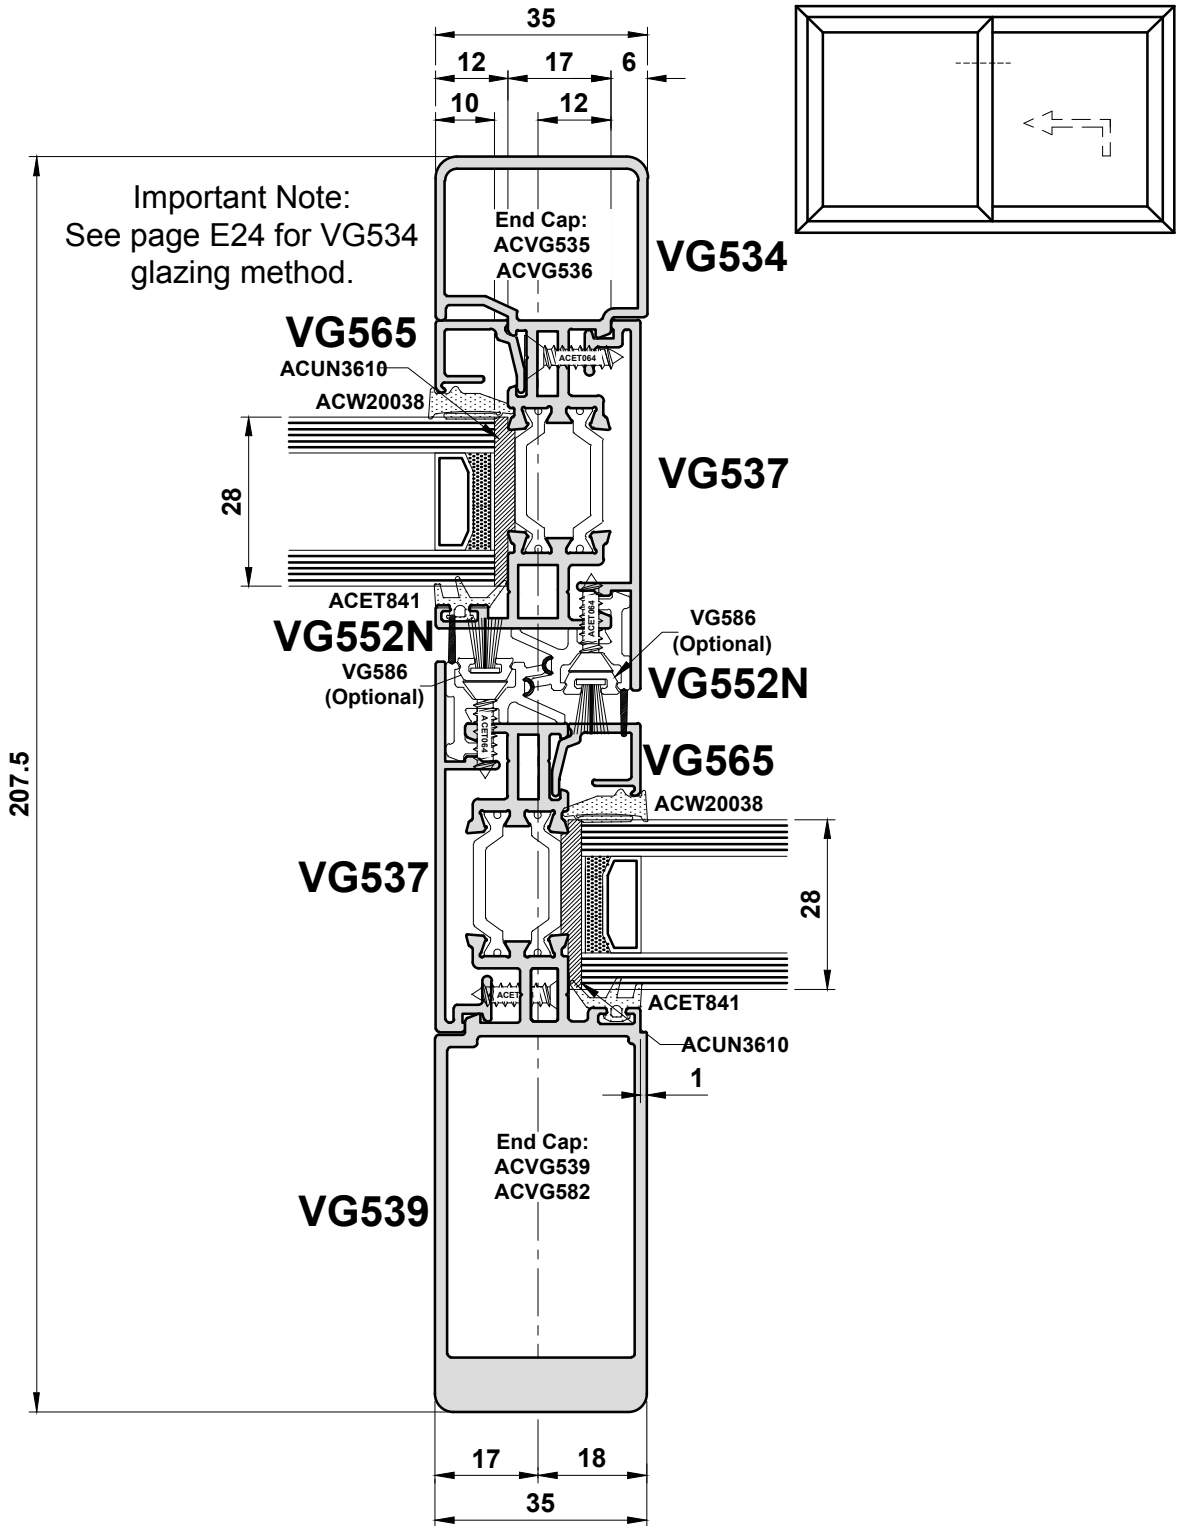 35
12
17
6
10
12
Important Note:
See page E24 for VG534
glazing method.
End Cap:
ACVG535
ACVG536
VG534
VG565
ACUN3610
ACET064
ACW20038
VG537
28
ACET841
ACET064
VG586
(Optional)
VG552N
VG586
(Optional)
VG552N
ACET064
VG565
207.5
ACW20038
VG537
28
ACET
ACET841
ACUN3610
1
End Cap:
ACVG539
ACVG582
VG539
17
18
35